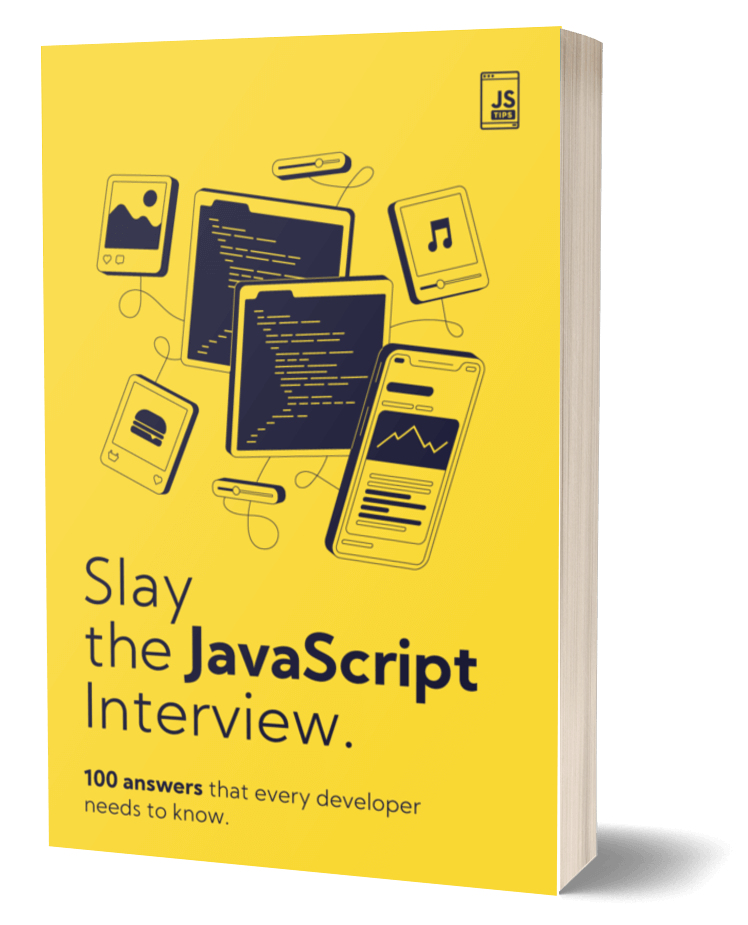 JS
TIPS
Slay
the JavaScript
Interview.
100 answers that every developer
needs to know.